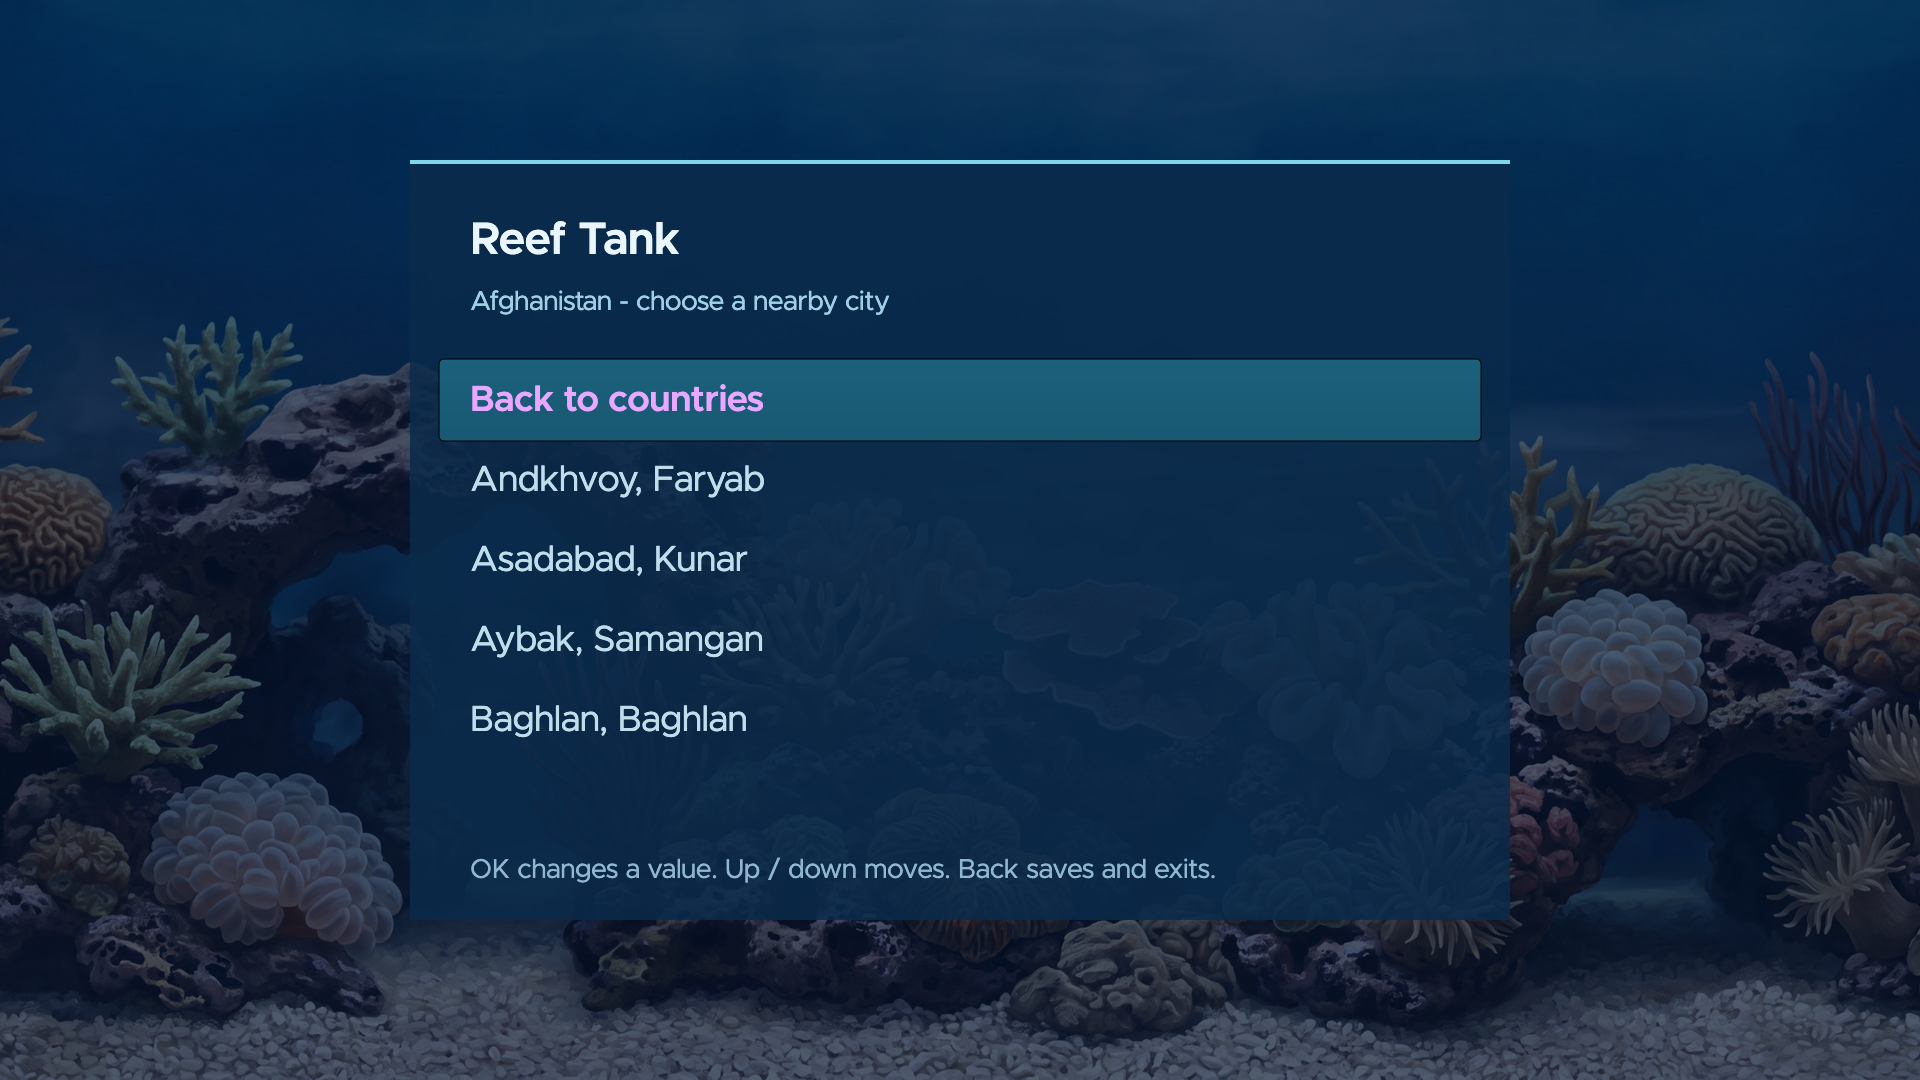 Reef Tank
Afghanistan - choose a nearby city
Back to countries
Andkhvoy, Faryab
Asadabad, Kunar
Aybak, Samangan
Baghlan, Baghlan
OK changes a value. Up / down moves. Back saves and exits.